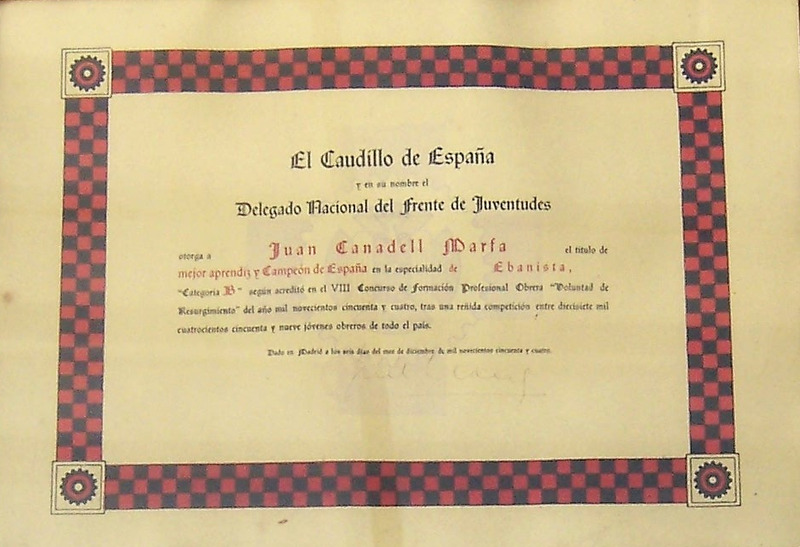 El Caudillo de España
y en su nombre el
Delegado Nacional del Frente de Juventudes
otorga a Juan Canadell Marfa el titulo de
mejor aprendiz y Campeón de España en la especialidad de Ebanista,
"Categoria B" según acreditó en el VIII Concurso de Formación Profesional Obrera "Voluntad de
Resurgimiento" del año mil novecientos cincuenta y cuatro, tras una reñida competición entre diecisiete mil
cuatrocientos cincuenta y nueve jóvenes obreros de todo el país.
Dado en Madrid a los seis días del mes de diciembre de mil novecientos cincuenta y cuatro.